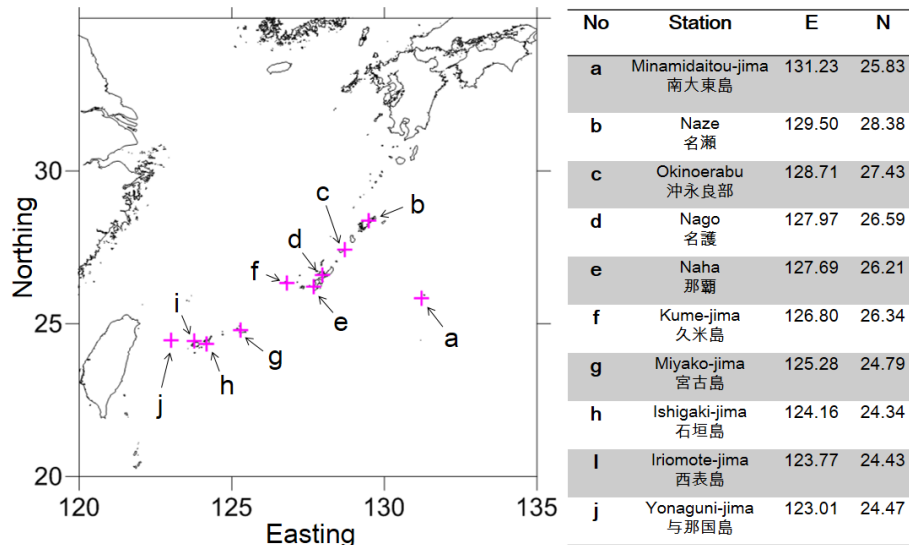 30
25
20
120
125
130
135
Northing
Easting
a
b
c
d
e
f
g
h
i
j
No Station E N
a Minamidaitou-jima 131.23 25.83
南大東島
b Naze 129.50 28.38
名瀬
c Okinoerabu 128.71 27.43
沖永良部
d Nago 127.97 26.59
名護
e Naha 127.69 26.21
那覇
f Kume-jima 126.80 26.34
久米島
g Miyako-jima 125.28 24.79
宮古島
h Ishigaki-jima 124.16 24.34
石垣島
I Iriomote-jima 123.77 24.43
西表島
j Yonaguni-jima 123.01 24.47
与那国島